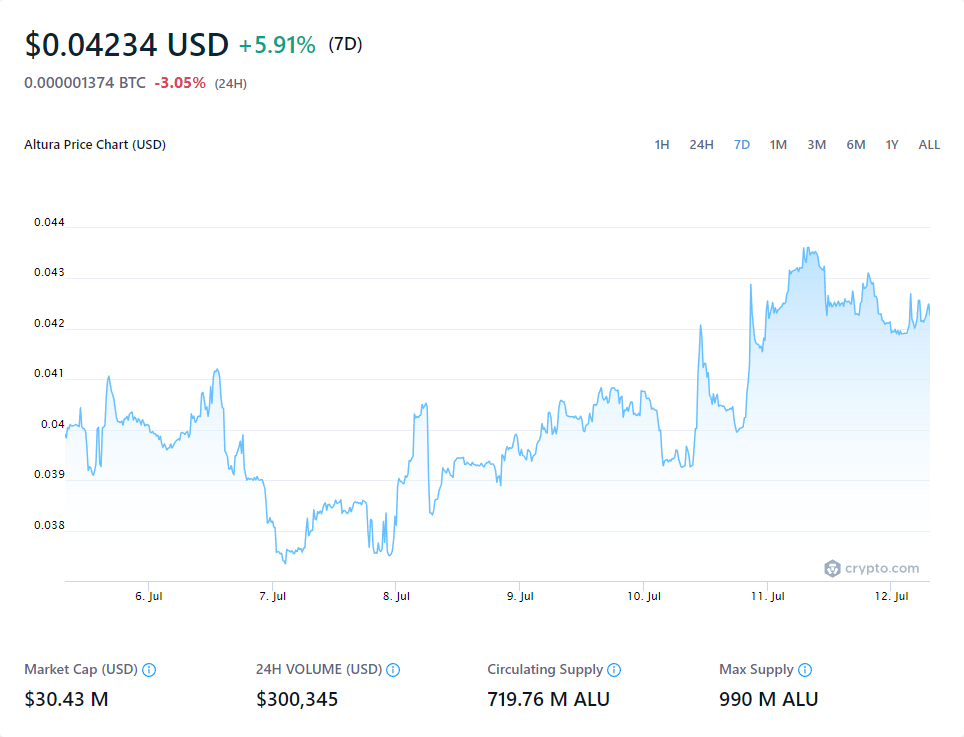 $0.04234 USD +5.91% (7D)
0.000001374 BTC -3.05% (24H)
Altura Price Chart (USD) 1H 24H 7D 1M 3M 6M 1Y ALL
0.044
0.043
0.042
0.041
0.04
0.039
0.038
crypto.com
6. Jul 7. Jul 8. Jul 9. Jul 10. Jul 11. Jul 12. Jul
Market Cap (USD) 24H VOLUME (USD) Circulating Supply Max Supply
$30.43 M $300,345 719.76 M ALU 990 M ALU